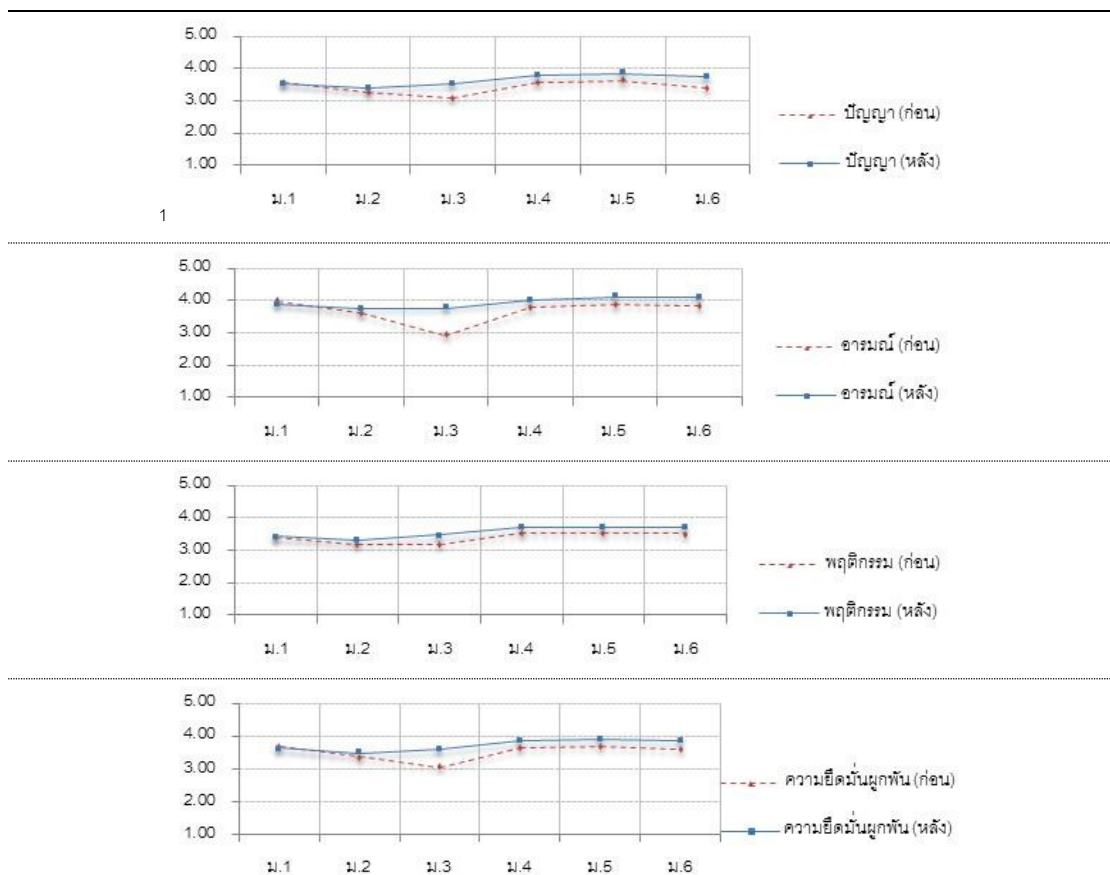 5.00
4.00
3.00
2.00
1.00
ม.1 ม.2 ม.3 ม.4 ม.5 ม.6
ปัญญา (ก่อน)
ปัญญา (หลัง)
1
5.00
4.00
3.00
2.00
1.00
ม.1 ม.2 ม.3 ม.4 ม.5 ม.6
อารมณ์ (ก่อน)
อารมณ์ (หลัง)
5.00
4.00
3.00
2.00
1.00
ม.1 ม.2 ม.3 ม.4 ม.5 ม.6
พฤติกรรม (ก่อน)
พฤติกรรม (หลัง)
5.00
4.00
3.00
2.00
1.00
ม.1 ม.2 ม.3 ม.4 ม.5 ม.6
ความยึดมั่นผูกพัน (ก่อน)
ความยึดมั่นผูกพัน (หลัง)